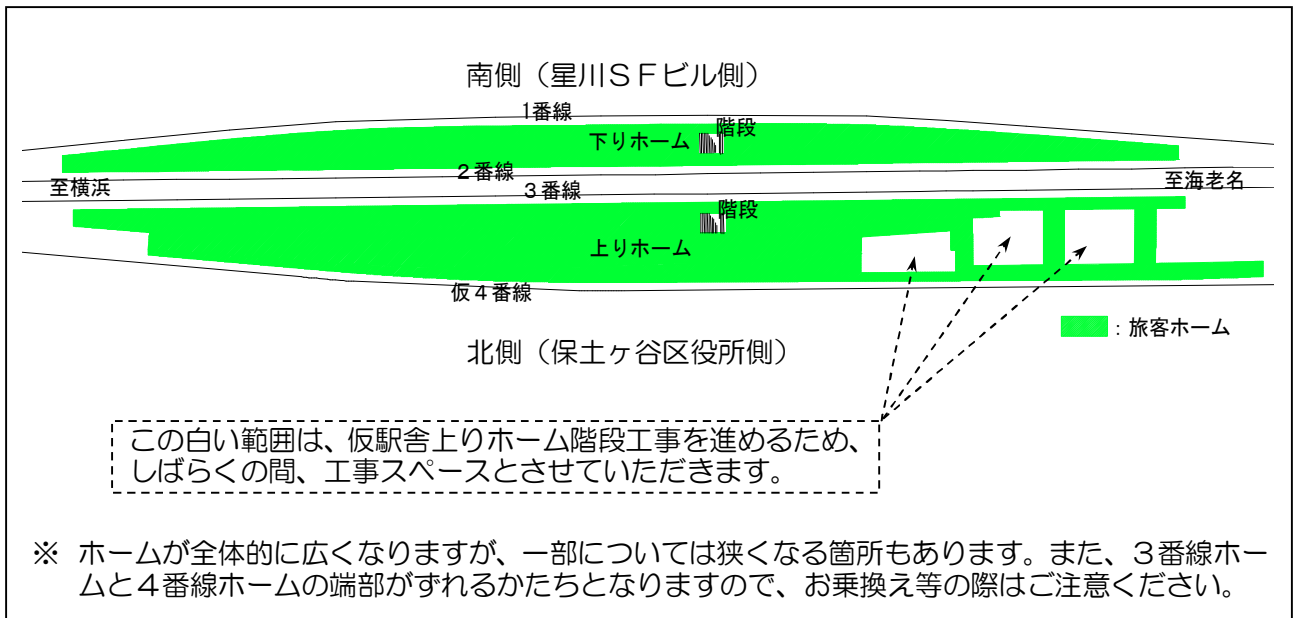 南側（星川ＳＦビル側）
1番線
階段
下りホーム
２番線
至横浜
３番線
至海老名
階段
上りホーム
仮４番線
：旅客ホーム
北側（保土ヶ谷区役所側）
この白い範囲は、仮駅舎上りホーム階段工事を進めるため、
しばらくの間、工事スペースとさせていただきます。
※ ホームが全体的に広くなりますが、一部については狭くなる箇所もあります。また、３番線ホー
ムと４番線ホームの端部がずれるかたちとなりますので、お乗換え等の際はご注意ください。